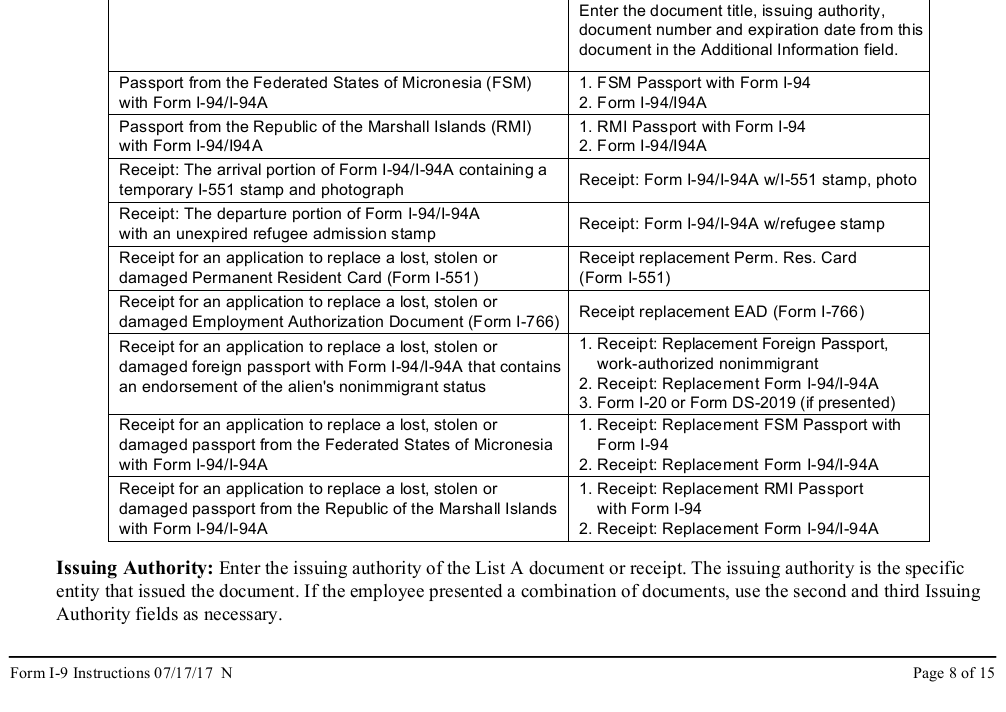 Enter the document title, issuing authority,
document number and expiration date from this
document in the Additional Information field.
Passport from the Federated States of Micronesia (FSM)
with Form I-94/I-94A
1. FSM Passport with Form I-94
2. Form I-94/I94A
Passport from the Republic of the Marshall Islands (RMI)
with Form I-94/I94A
1. RMI Passport with Form I-94
2. Form I-94/I94A
Receipt: The arrival portion of Form I-94/I-94A containing a
temporary I-551 stamp and photograph
Receipt: Form I-94/I-94A w/I-551 stamp, photo
Receipt: The departure portion of Form I-94/I-94A
with an unexpired refugee admission stamp
Receipt: Form I-94/I-94A w/refugee stamp
Receipt for an application to replace a lost, stolen or
damaged Permanent Resident Card (Form I-551)
Receipt replacement Perm. Res. Card
(Form I-551)
Receipt for an application to replace a lost, stolen or
damaged Employment Authorization Document (Form I-766)
Receipt replacement EAD (Form I-766)
Receipt for an application to replace a lost, stolen or
damaged foreign passport with Form I-94/I-94A that contains
an endorsement of the alien's nonimmigrant status
1. Receipt: Replacement Foreign Passport,
work-authorized nonimmigrant
2. Receipt: Replacement Form I-94/I-94A
3. Form I-20 or Form DS-2019 (if presented)
Receipt for an application to replace a lost, stolen or
damaged passport from the Federated States of Micronesia
with Form I-94/I-94A
1. Receipt: Replacement FSM Passport with
Form I-94
2. Receipt: Replacement Form I-94/I-94A
Receipt for an application to replace a lost, stolen or
damaged passport from the Republic of the Marshall Islands
with Form I-94/I-94A
1. Receipt: Replacement RMI Passport
with Form I-94
2. Receipt: Replacement Form I-94/I-94A
Issuing Authority: Enter the issuing authority of the List A document or receipt. The issuing authority is the specific
entity that issued the document. If the employee presented a combination of documents, use the second and third Issuing
Authority fields as necessary.
Form I-9 Instructions 07/17/17 N
Page 8 of 15